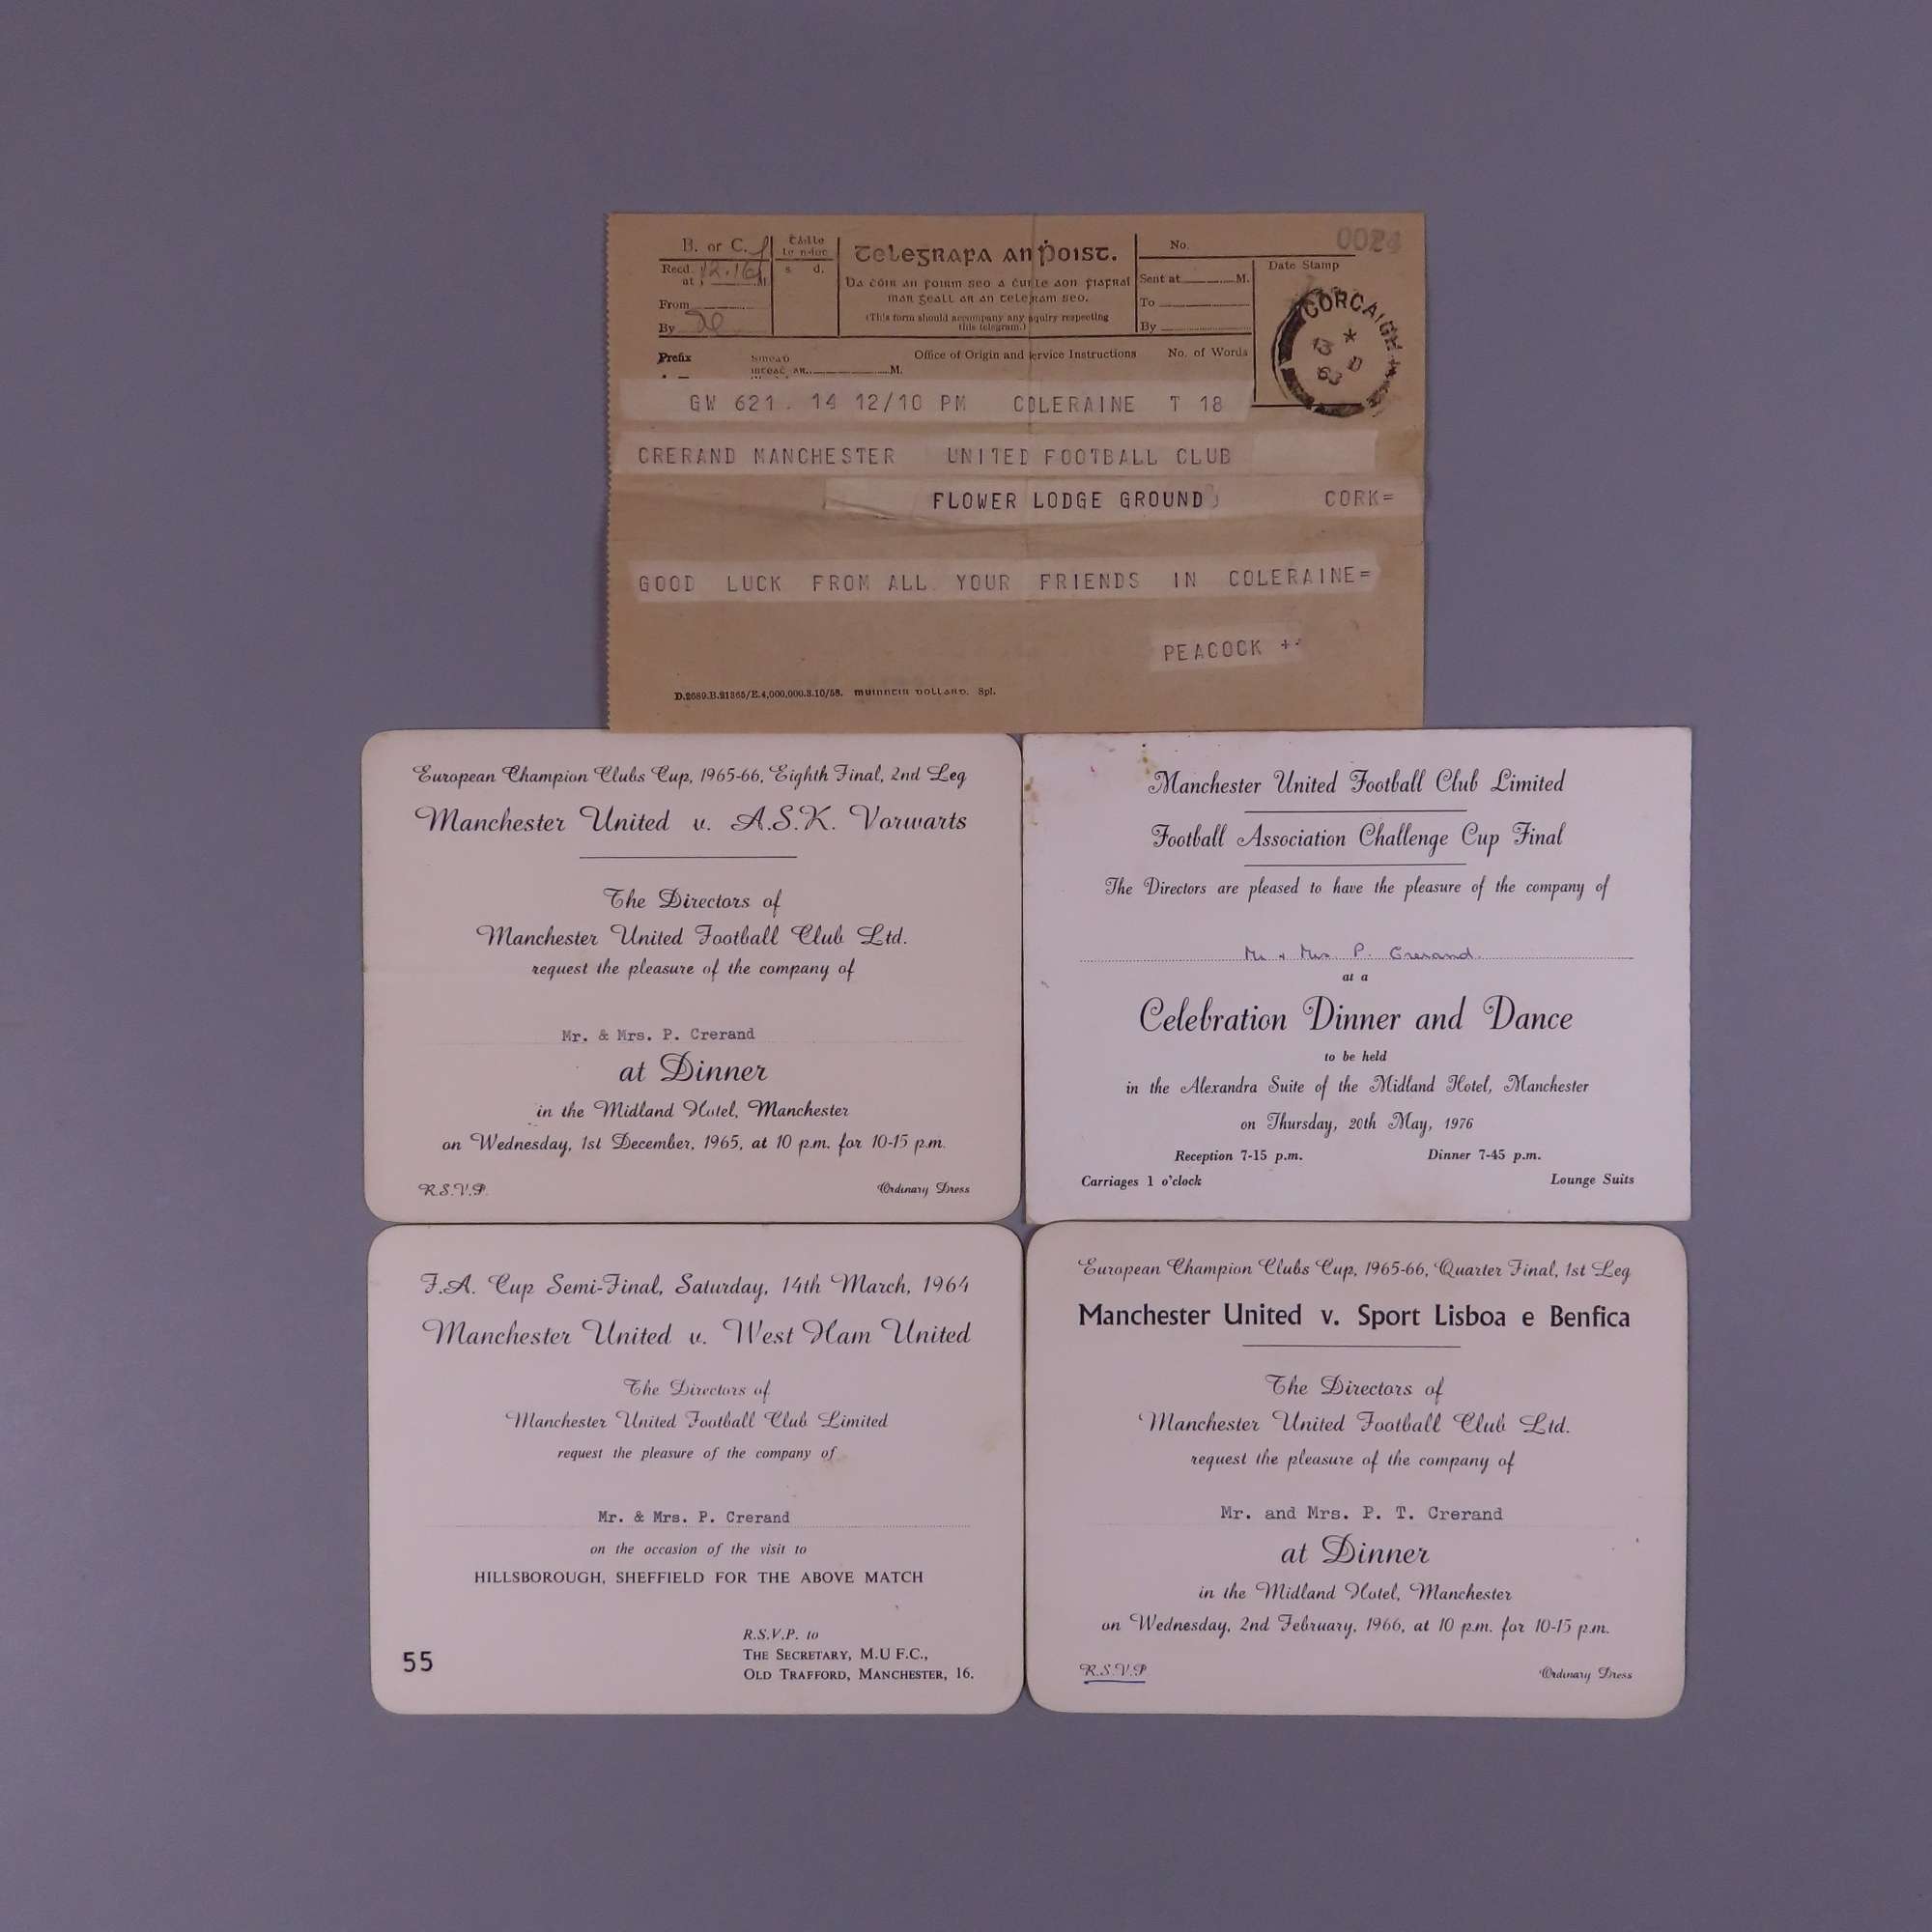 B. or C.
Recd.
at M.
From
By
s d.
Telegrafa an Ṗoist.
(This form should accompany any inquiry respecting
this telegram.)
No.
0024
Sent at M.
To
By
Date Stamp
CORCAIGH
13 D
63
Prefix
M.
Office of Origin and Service Instructions
No. of Words
GW 621. 14 12/10 PM COLERAINE T 18
CRERAND MANCHESTER UNITED FOOTBALL CLUB
FLOWER LODGE GROUND CORK=
GOOD LUCK FROM ALL YOUR FRIENDS IN COLERAINE=
PEACOCK +
European Champion Clubs Cup, 1965-66, Eighth Final, 2nd Leg
Manchester United v. A.S.K. Vorwarts
The Directors of
Manchester United Football Club Ltd.
request the pleasure of the company of
Mr. & Mrs. P. Crerand
at Dinner
in the Midland Hotel, Manchester
on Wednesday, 1st December, 1965, at 10 p.m. for 10-15 p.m.
R.S.V.P.
Ordinary Dress
Manchester United Football Club Limited
Football Association Challenge Cup Final
The Directors are pleased to have the pleasure of the company of
Mr & Mrs P. Crerand.
at a
Celebration Dinner and Dance
to be held
in the Alexandra Suite of the Midland Hotel, Manchester
on Thursday, 20th May, 1976
Reception 7-15 p.m. Dinner 7-45 p.m.
Carriages 1 o'clock
Lounge Suits
F.A. Cup Semi-Final, Saturday, 14th March, 1964
Manchester United v. West Ham United
The Directors of
Manchester United Football Club Limited
request the pleasure of the company of
Mr. & Mrs. P. Crerand
on the occasion of the visit to
HILLSBOROUGH, SHEFFIELD FOR THE ABOVE MATCH
R.S.V.P. to
THE SECRETARY, M.U F.C.,
OLD TRAFFORD, MANCHESTER, 16.
55
European Champion Clubs Cup, 1965-66, Quarter Final, 1st Leg
Manchester United v. Sport Lisboa e Benfica
The Directors of
Manchester United Football Club Ltd.
request the pleasure of the company of
Mr. and Mrs. P. T. Crerand
at Dinner
in the Midland Hotel, Manchester
on Wednesday, 2nd February, 1966, at 10 p.m. for 10-15 p.m.
R.S.V.P
Ordinary Dress